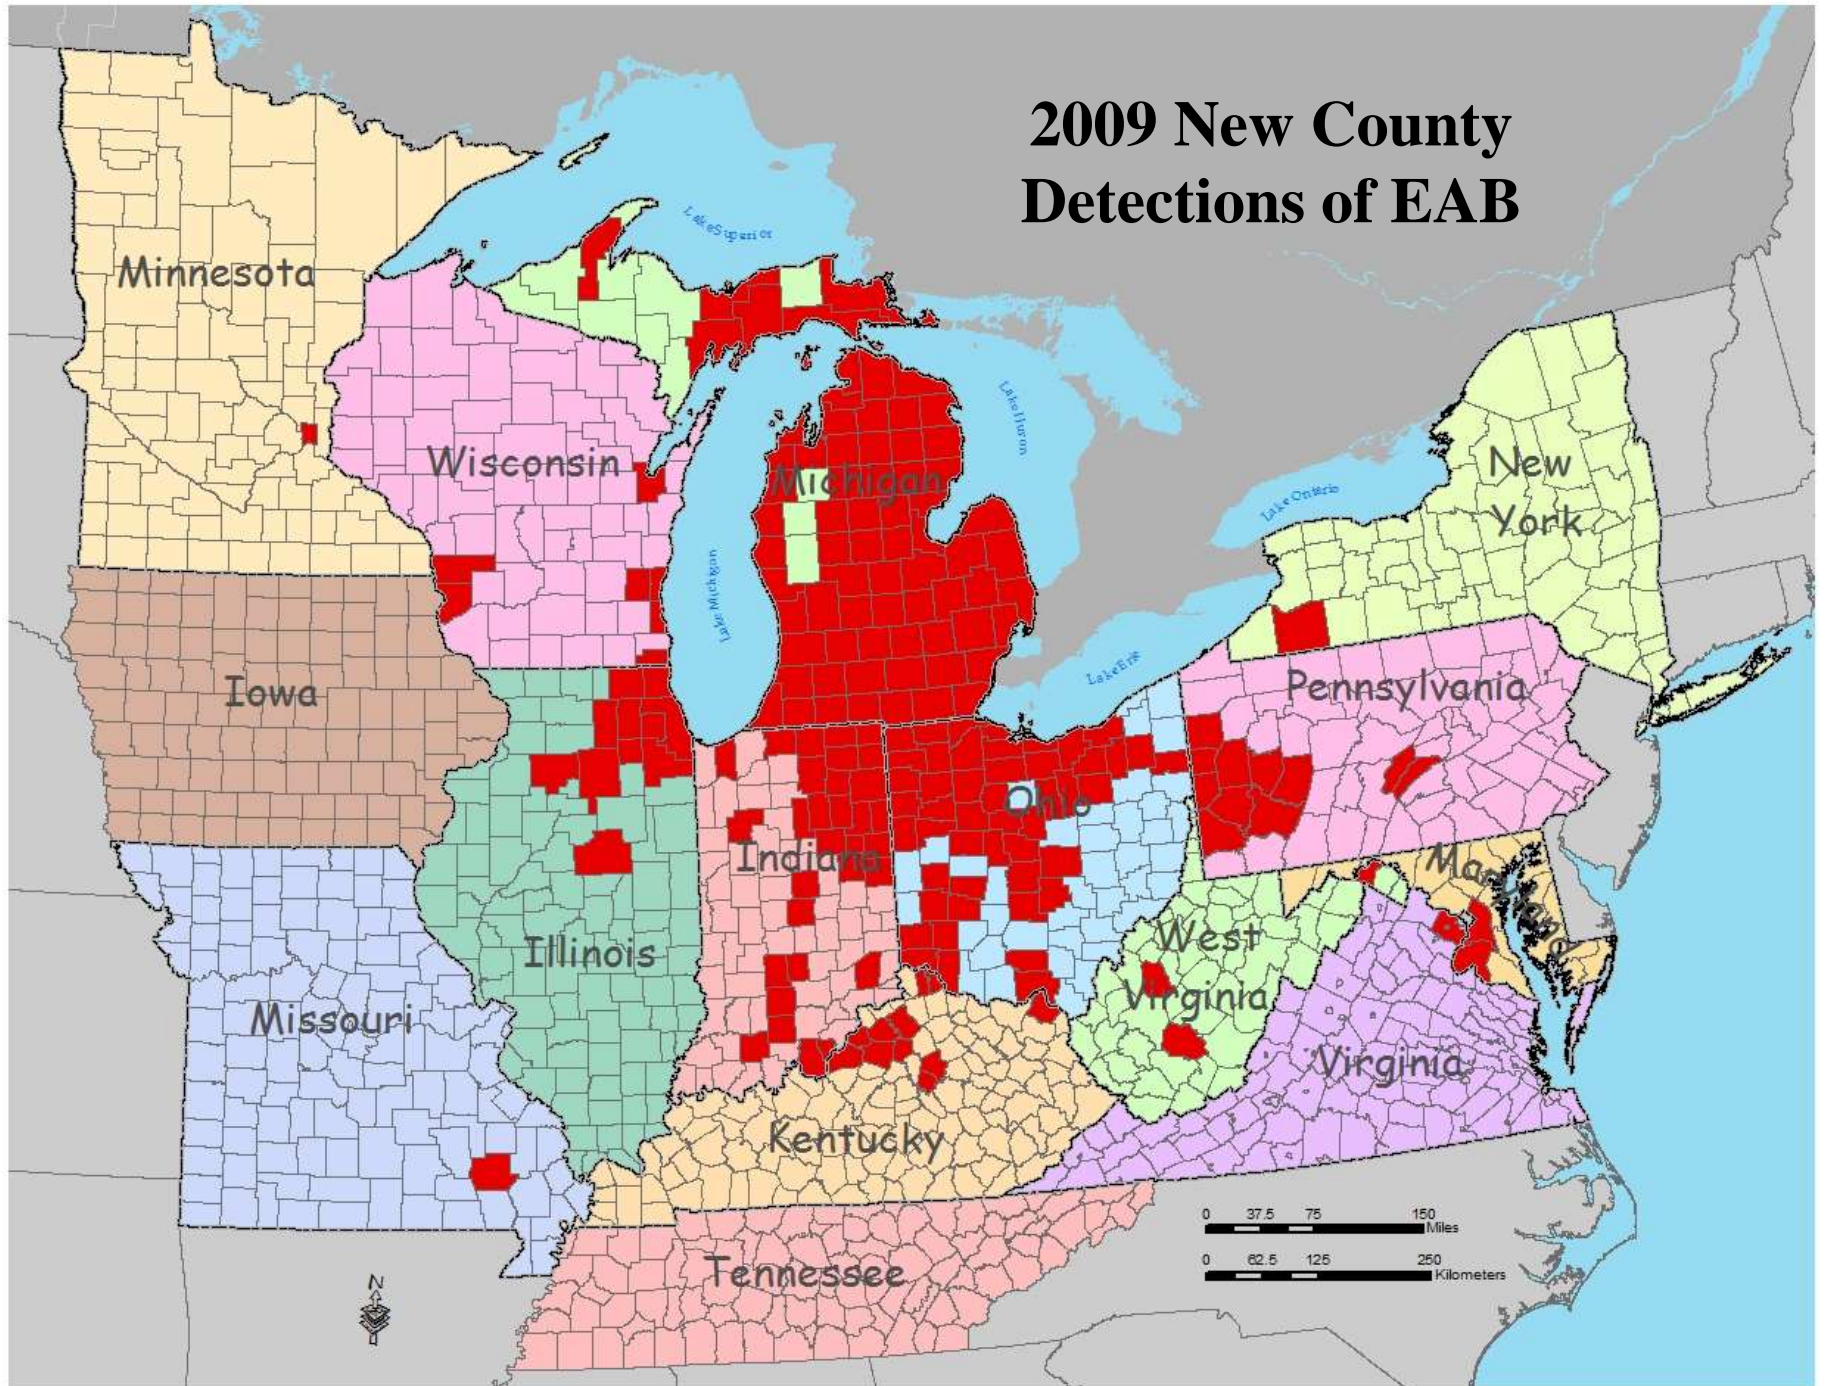 2009 New County
Detections of EAB
Lake Superior
Minnesota
Lake Huron
Wisconsin
Michigan
New
York
Lake Ontario
Lake Michigan
Lake Erie
Iowa
Pennsylvania
Ohio
Indiana
Maryland
Illinois
West
Virginia
Missouri
Virginia
Kentucky
Tennessee
0 37.5 75 150
Miles
0 62.5 125 250
Kilometers
N